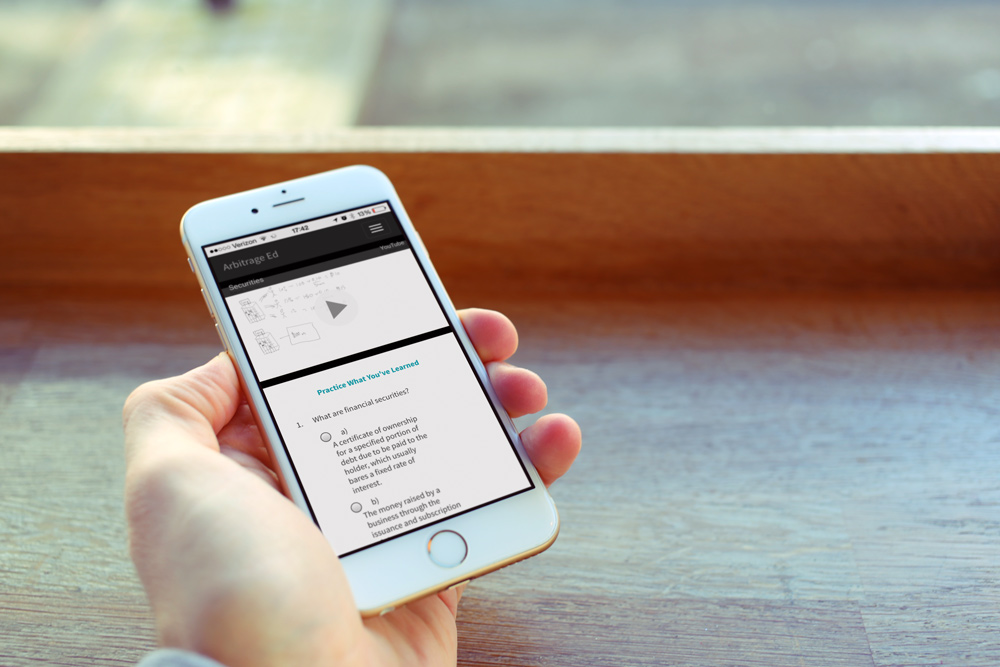 Verizon 17:42 13%
Arbitrage Ed
Securities YouTube
Practice What You've Learned
1. What are financial securities?
a)
A certificate of ownership
for a specified portion of
debt due to be paid to the
holder, which usually
bares a fixed rate of
interest.
b)
The money raised by a
business through the
issuance and subscription